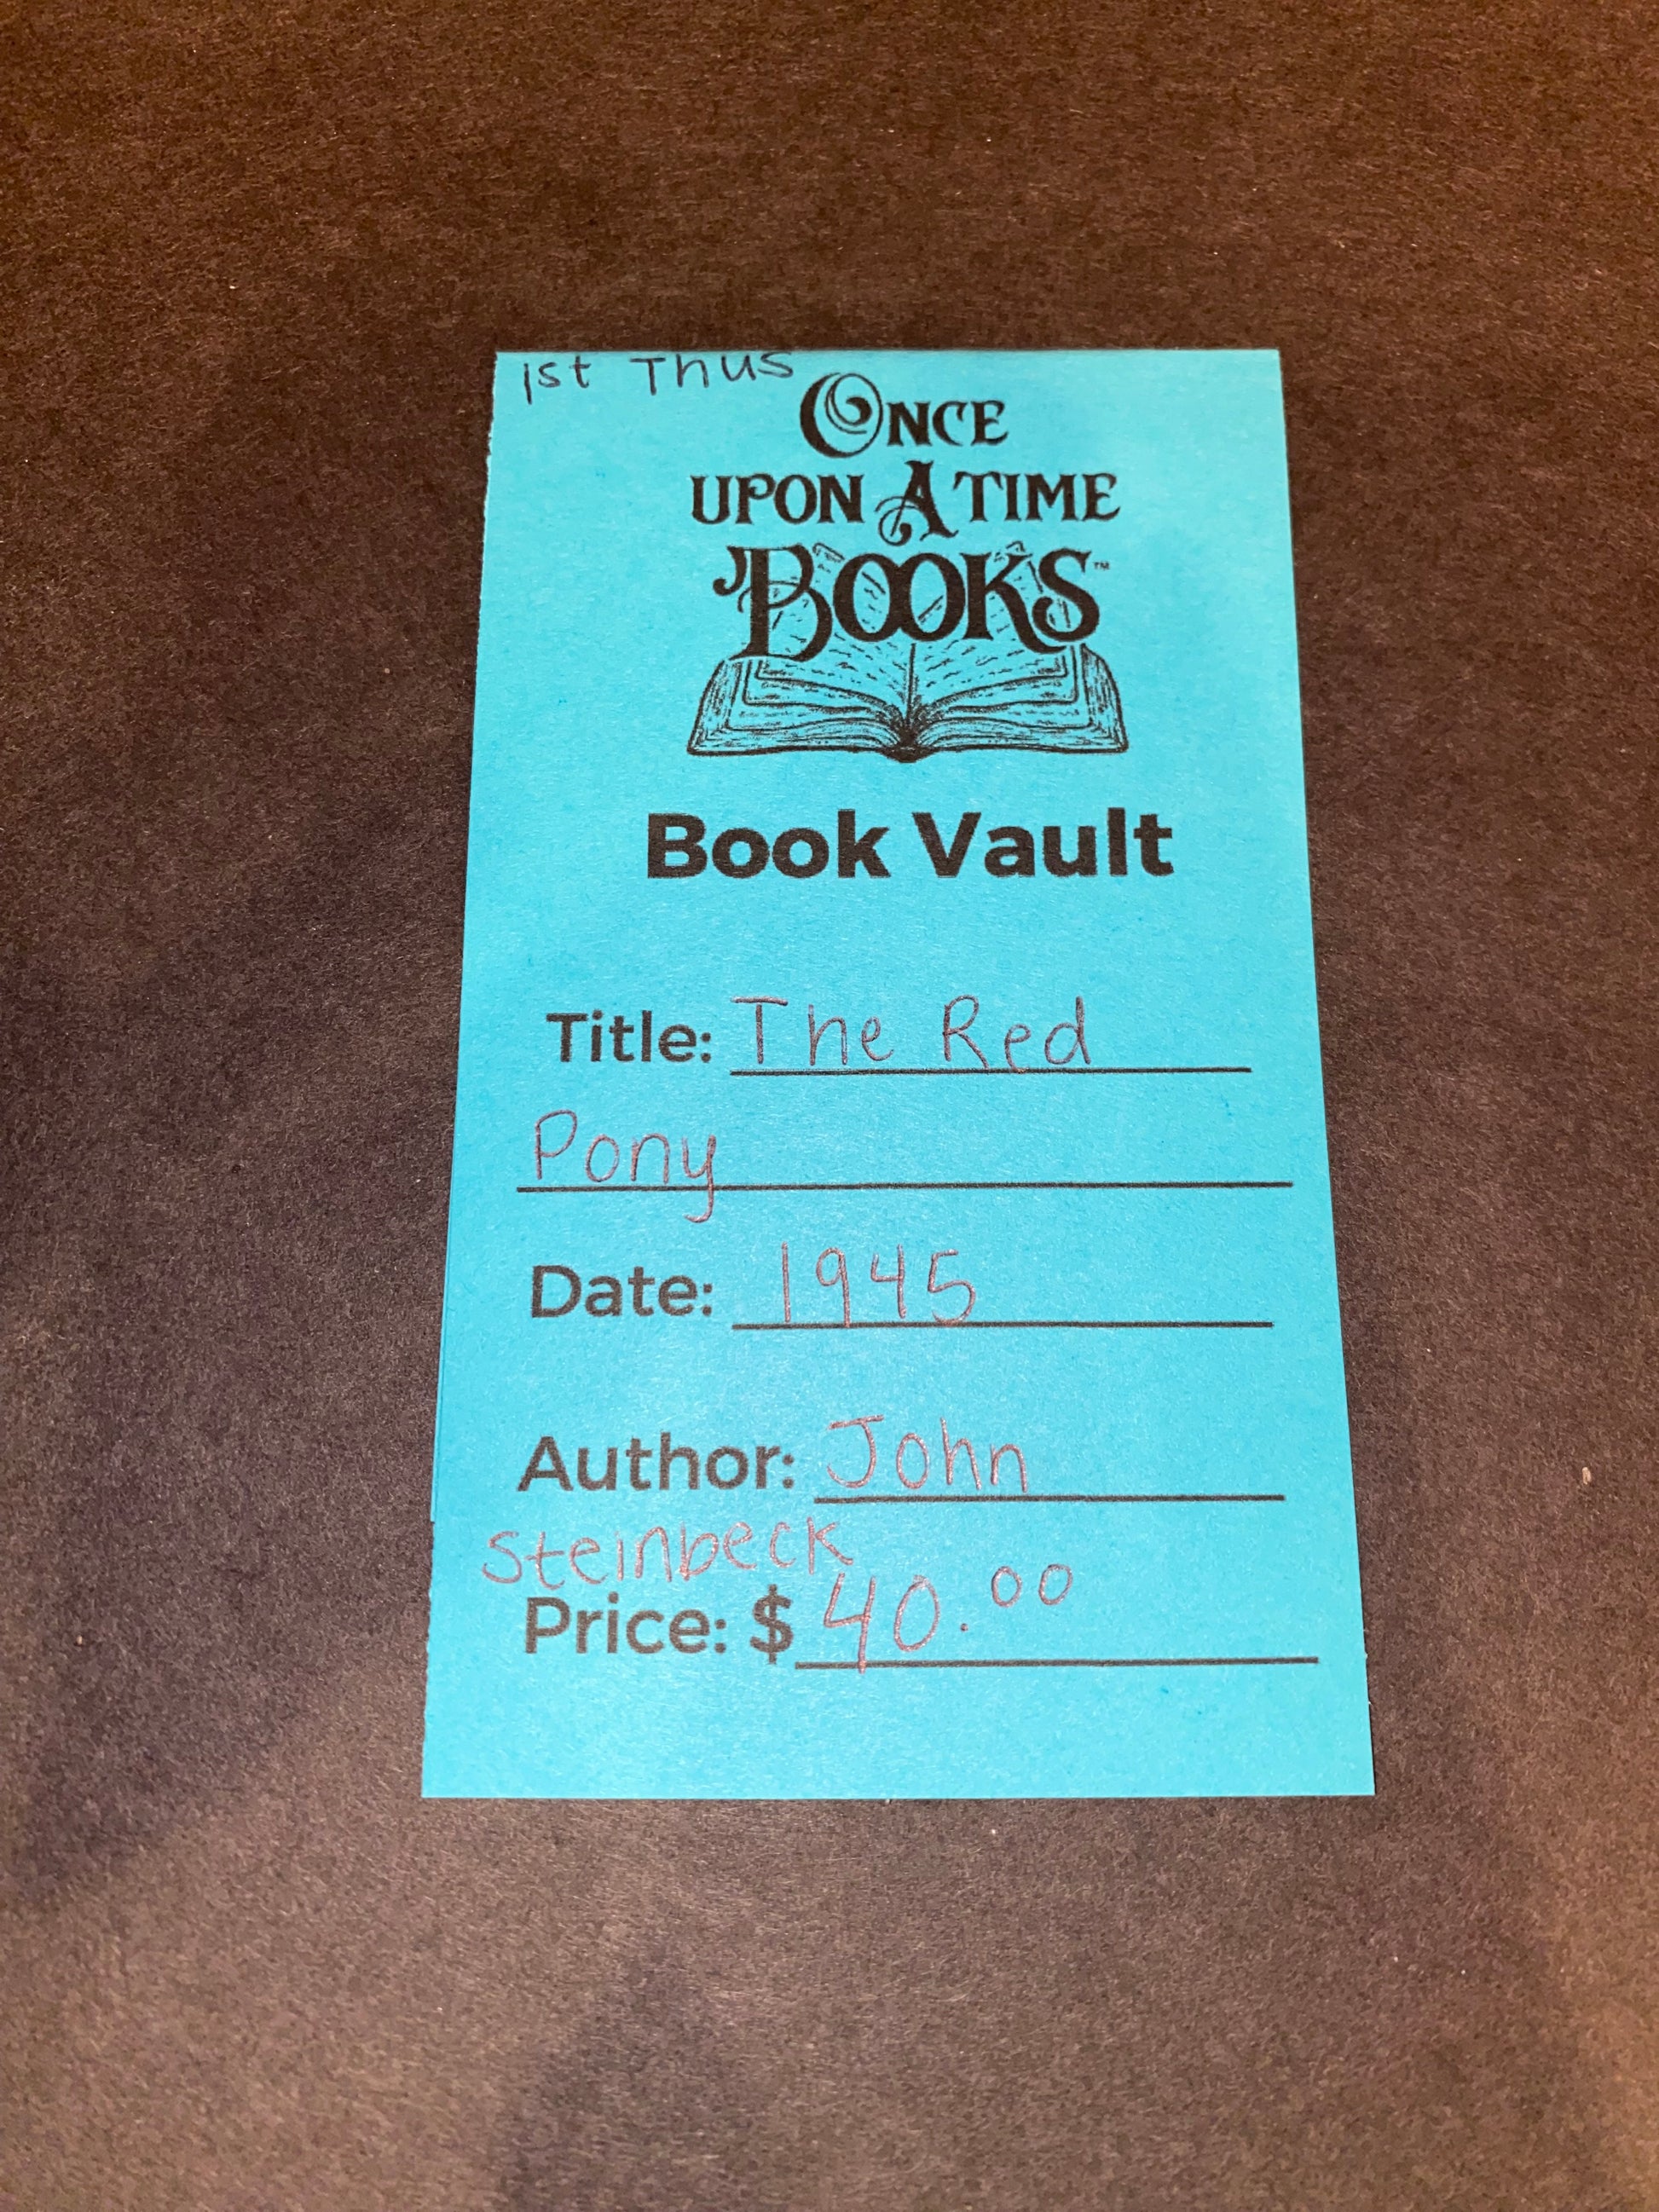 1st Thus
ONCE
UPON A TIME
BOOKS™
Book Vault
Title: The Red
Pony
Date: 1945
Author: John
Steinbeck
Price: $ 40.00